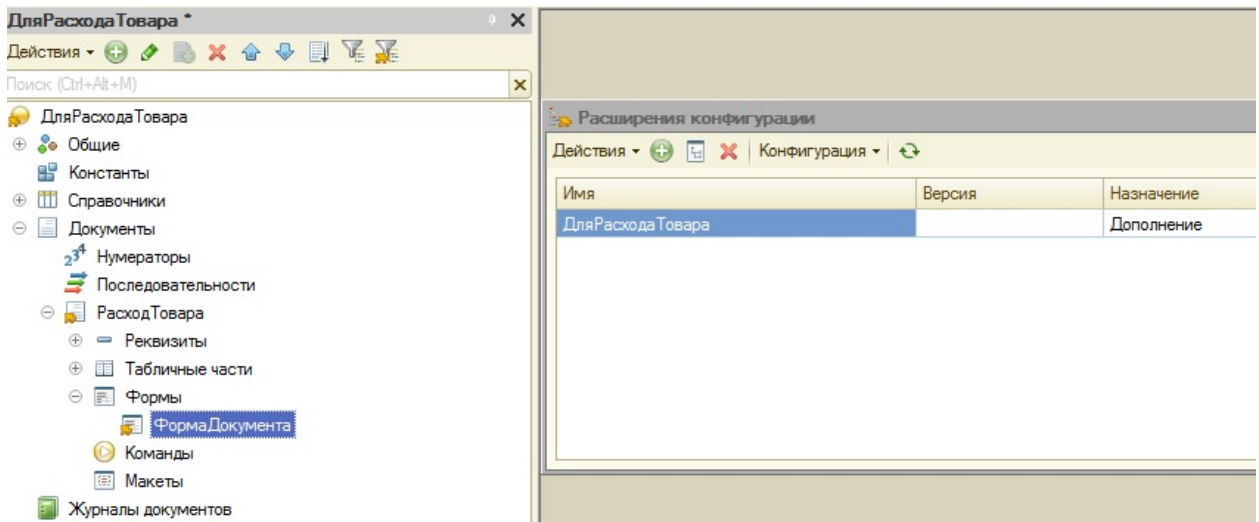 ДляРасходаТовара *
Действия
Поиск (Ctrl+Alt+M)
ДляРасходаТовара
Общие
Константы
Справочники
Документы
Нумераторы
Последовательности
РасходТовара
Реквизиты
Табличные части
Формы
ФормаДокумента
Команды
Макеты
Журналы документов
Расширения конфигурации
Действия Конфигурация
Имя Версия Назначение
ДляРасходаТовара Дополнение